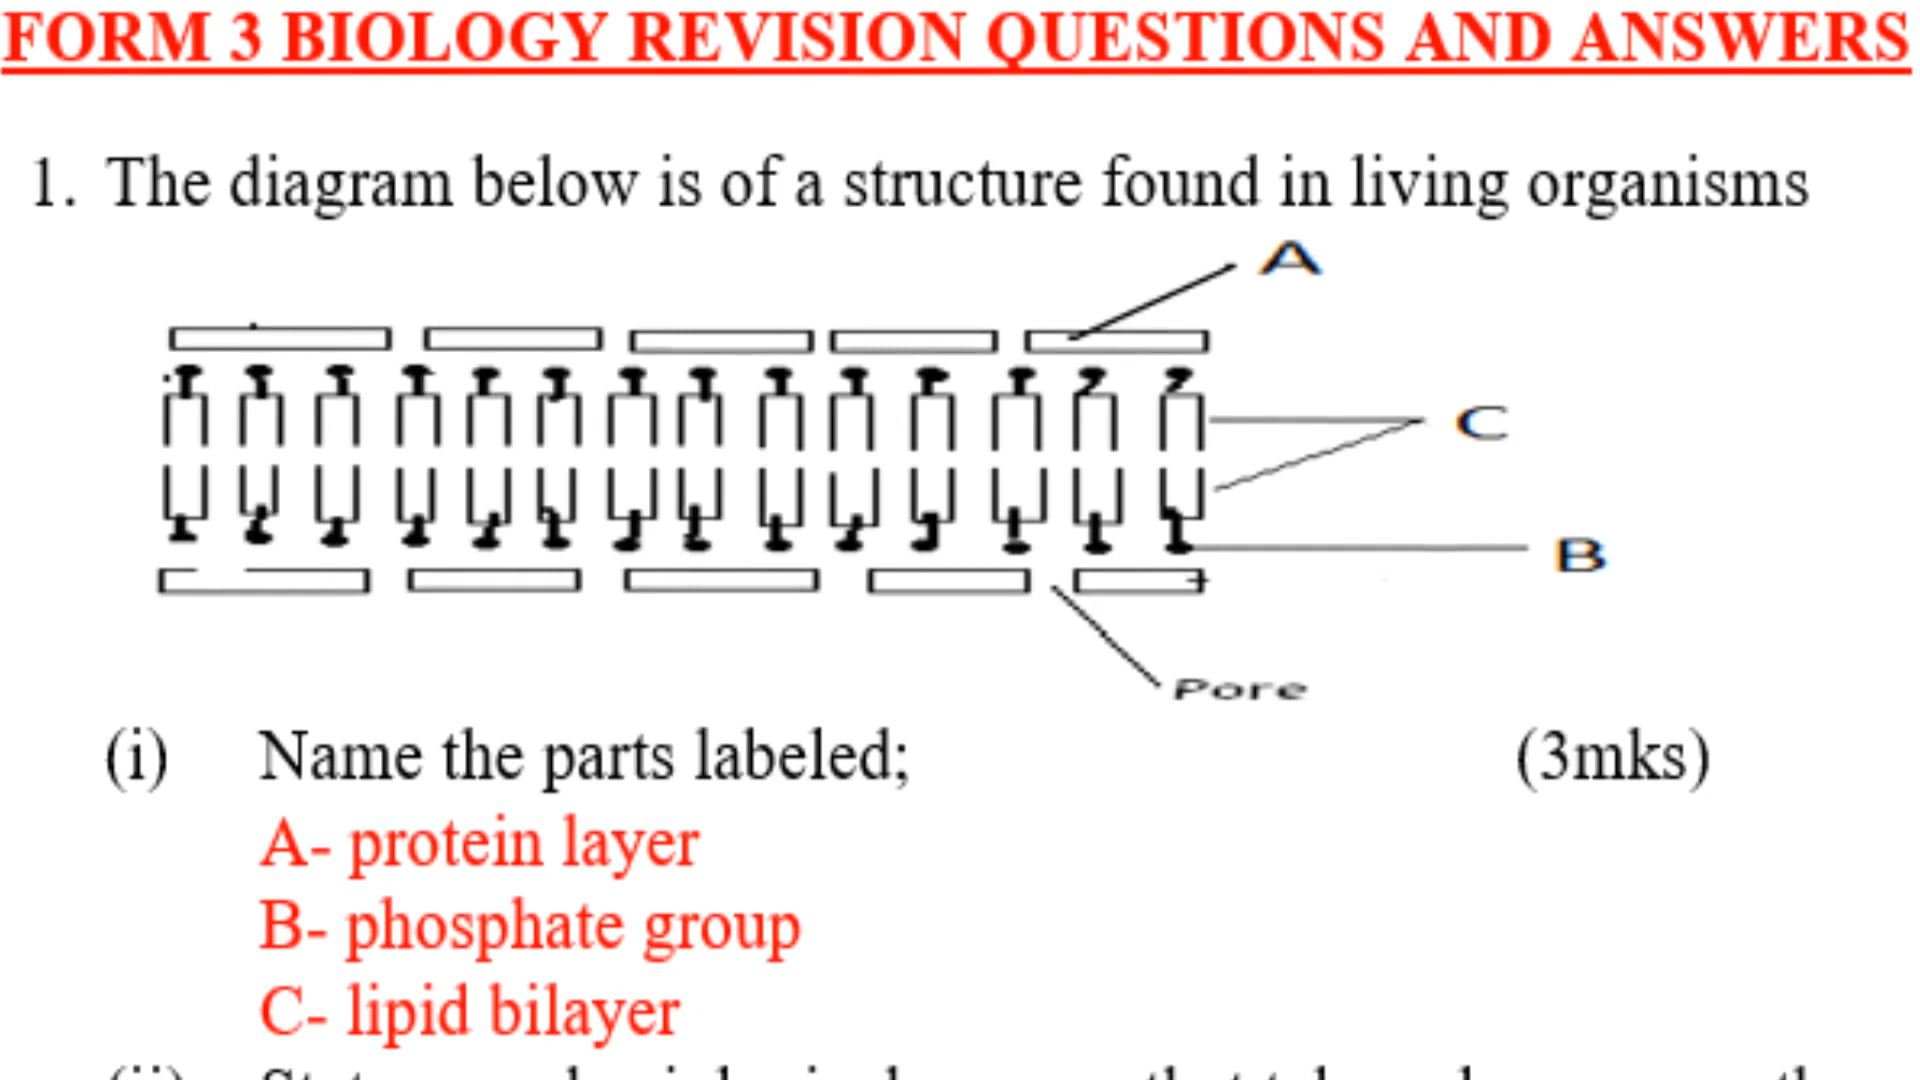 FORM 3 BIOLOGY REVISION QUESTIONS AND ANSWERS
1. The diagram below is of a structure found in living organisms
A
C
B
Pore
(i) Name the parts labeled; (3mks)
A- protein layer
B- phosphate group
C- lipid bilayer